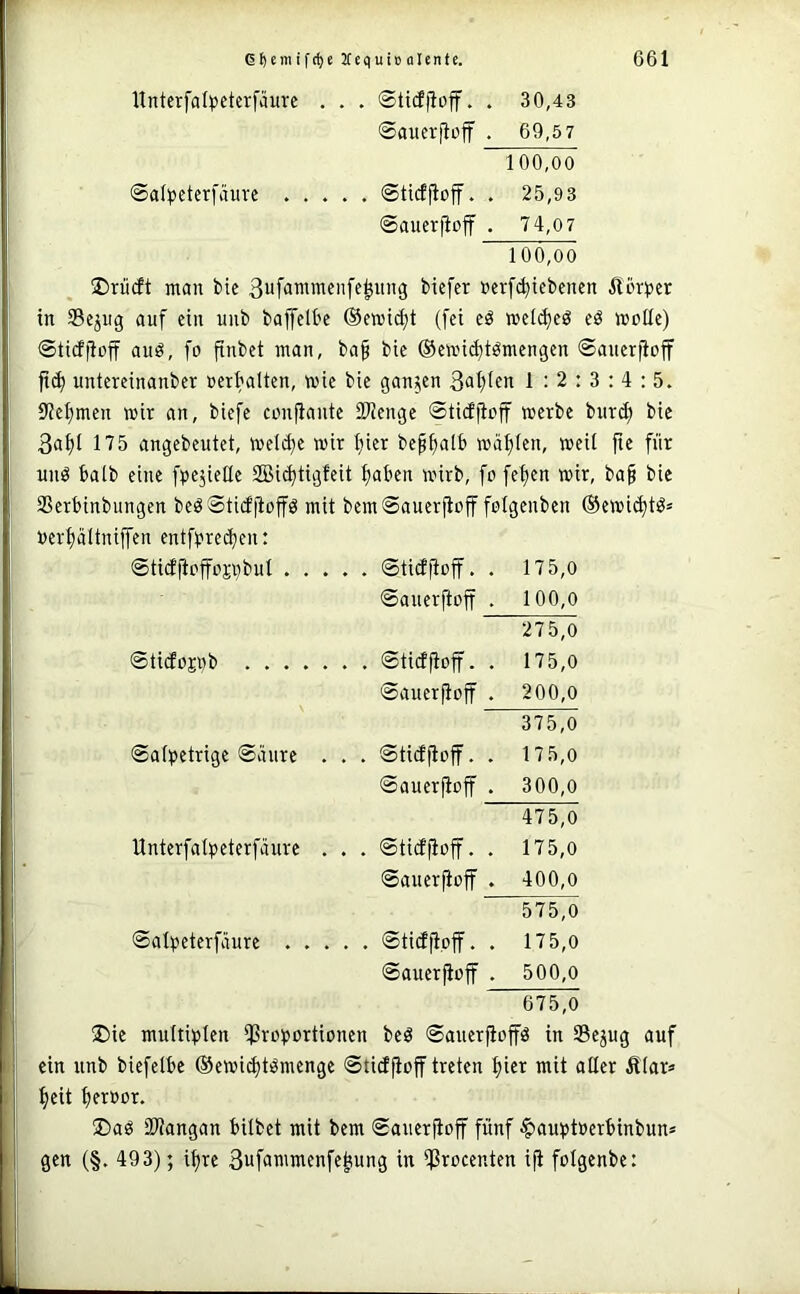 Chemische Aequivalente. 661
Untersalpetersäure . . . Stickstoff. . 30,43
Sauerstoff . 69,57
100,00
Salpetersäure . . . . . Stickstoff. . 25,93
Sauerstoff . 74,07
100,00
Drückt man die Zusammensetzung dieser verschiedenen Körper
in Bezug auf ein und dasselbe Gewicht (sei es welches es wolle)
Stickstoff aus, so findet man, daß die Gewichtsmengen Sauerstoff
sich untereinander verhalten, wie die ganzen Zahlen 1 : 2 : 3 : 4 : 5.
Nehmen wir an, diese constante Menge Stickstoff werde durch die
Zahl 175 angedeutet, welche wir hier deßhalb wählen, weil sie für
uns bald eine spezielle Wichtigkeit haben wird, so sehen wir, daß die
Verbindungen des Stickstoffs mit dem Sauerstoff folgenden Gewichts-
verhältnissen entsprechen:
Stickstoffoxydul . . . . . Stickstoff. . 175,0
Sauerstoff . 100,0
275,0
Stickoxyd . . . . . . . Stickstoff. . 175,0
Sauerstoff . 200,0
375,0
Salpetrige Säure . . . Stickstoff. . 175,0
Sauerstoff . 300,0
475,0
Untersalpetersäure . . . Stickstoff. . 175,0
Sauerstoff . 400,0
575,0
Salpetersäure . . . . . Stickstoff. . 175,0
Sauerstoff . 500,0
675,0
Die multiplen Proportionen des Sauerstoffs in Bezug auf
ein und dieselbe Gewichtsmenge Stickstoff treten hier mit aller Klar-
heit hervor.
Das Mangan bildet mit dem Sauerstoff fünf Hauptverbindun-
gen (§. 493); ihre Zusammensetzung in Procenten ist folgende: